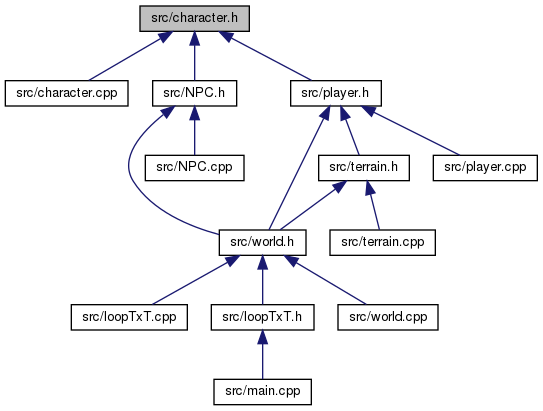 src/character.h
src/character.cpp
src/NPC.h
src/player.h
src/NPC.cpp
src/terrain.h
src/player.cpp
src/world.h
src/terrain.cpp
src/loopTxT.cpp
src/loopTxT.h
src/world.cpp
src/main.cpp